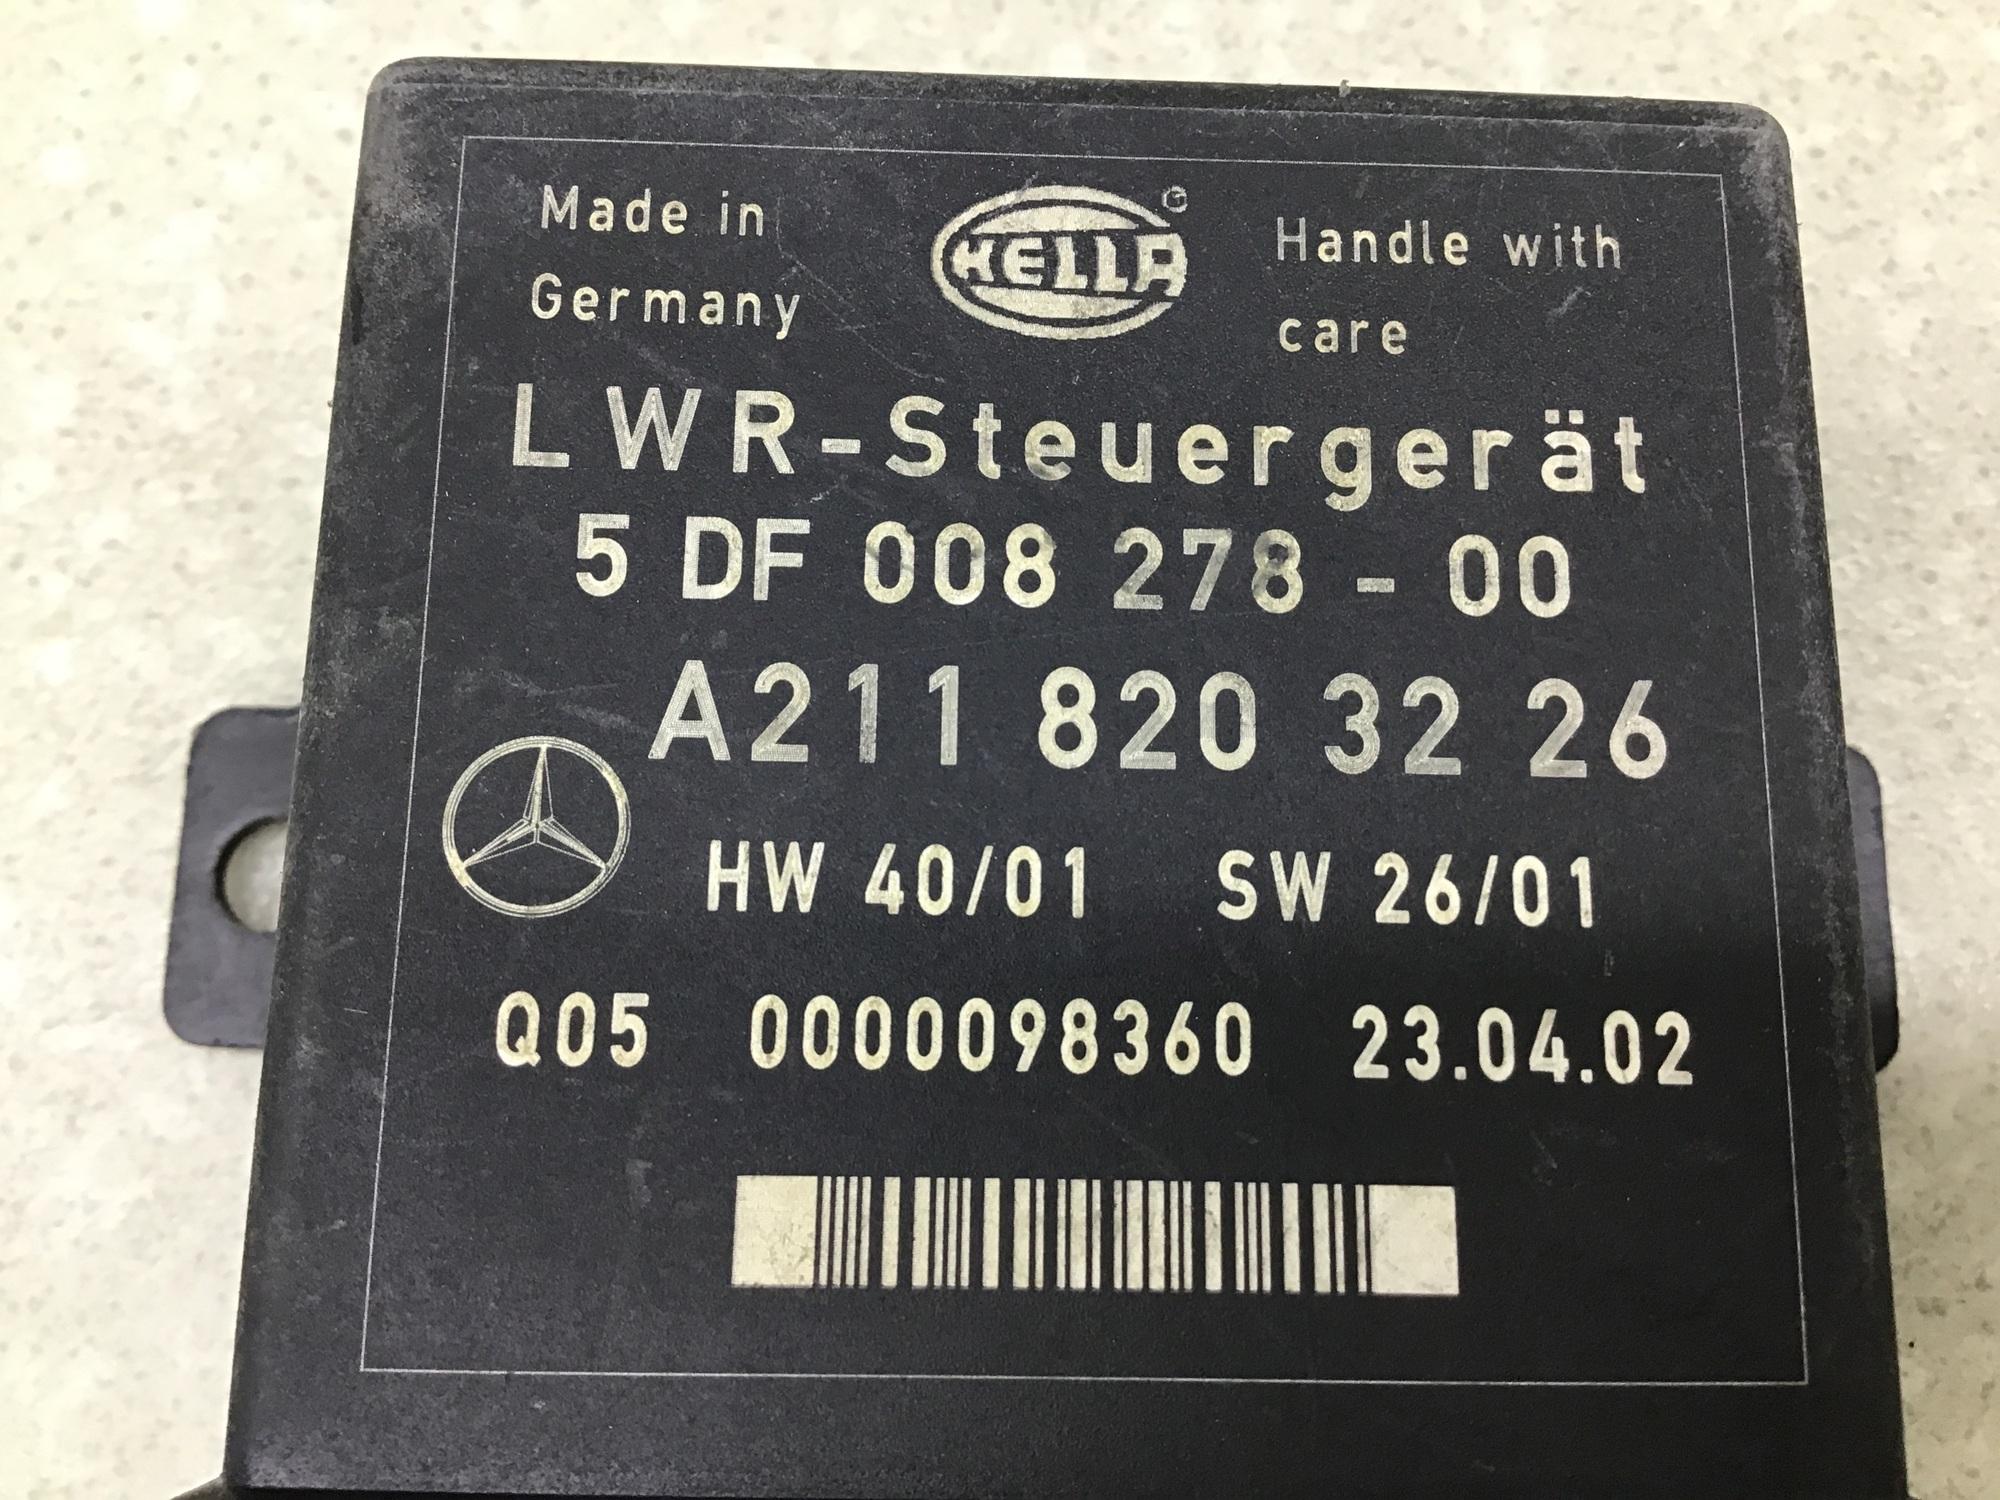 Made in
Germany
HELLA
Handle with
care
LWR-Steuergerät
5 DF 008 278 - 00
A211 820 32 26
HW 40/01 SW 26/01
Q05 0000098360 23.04.02